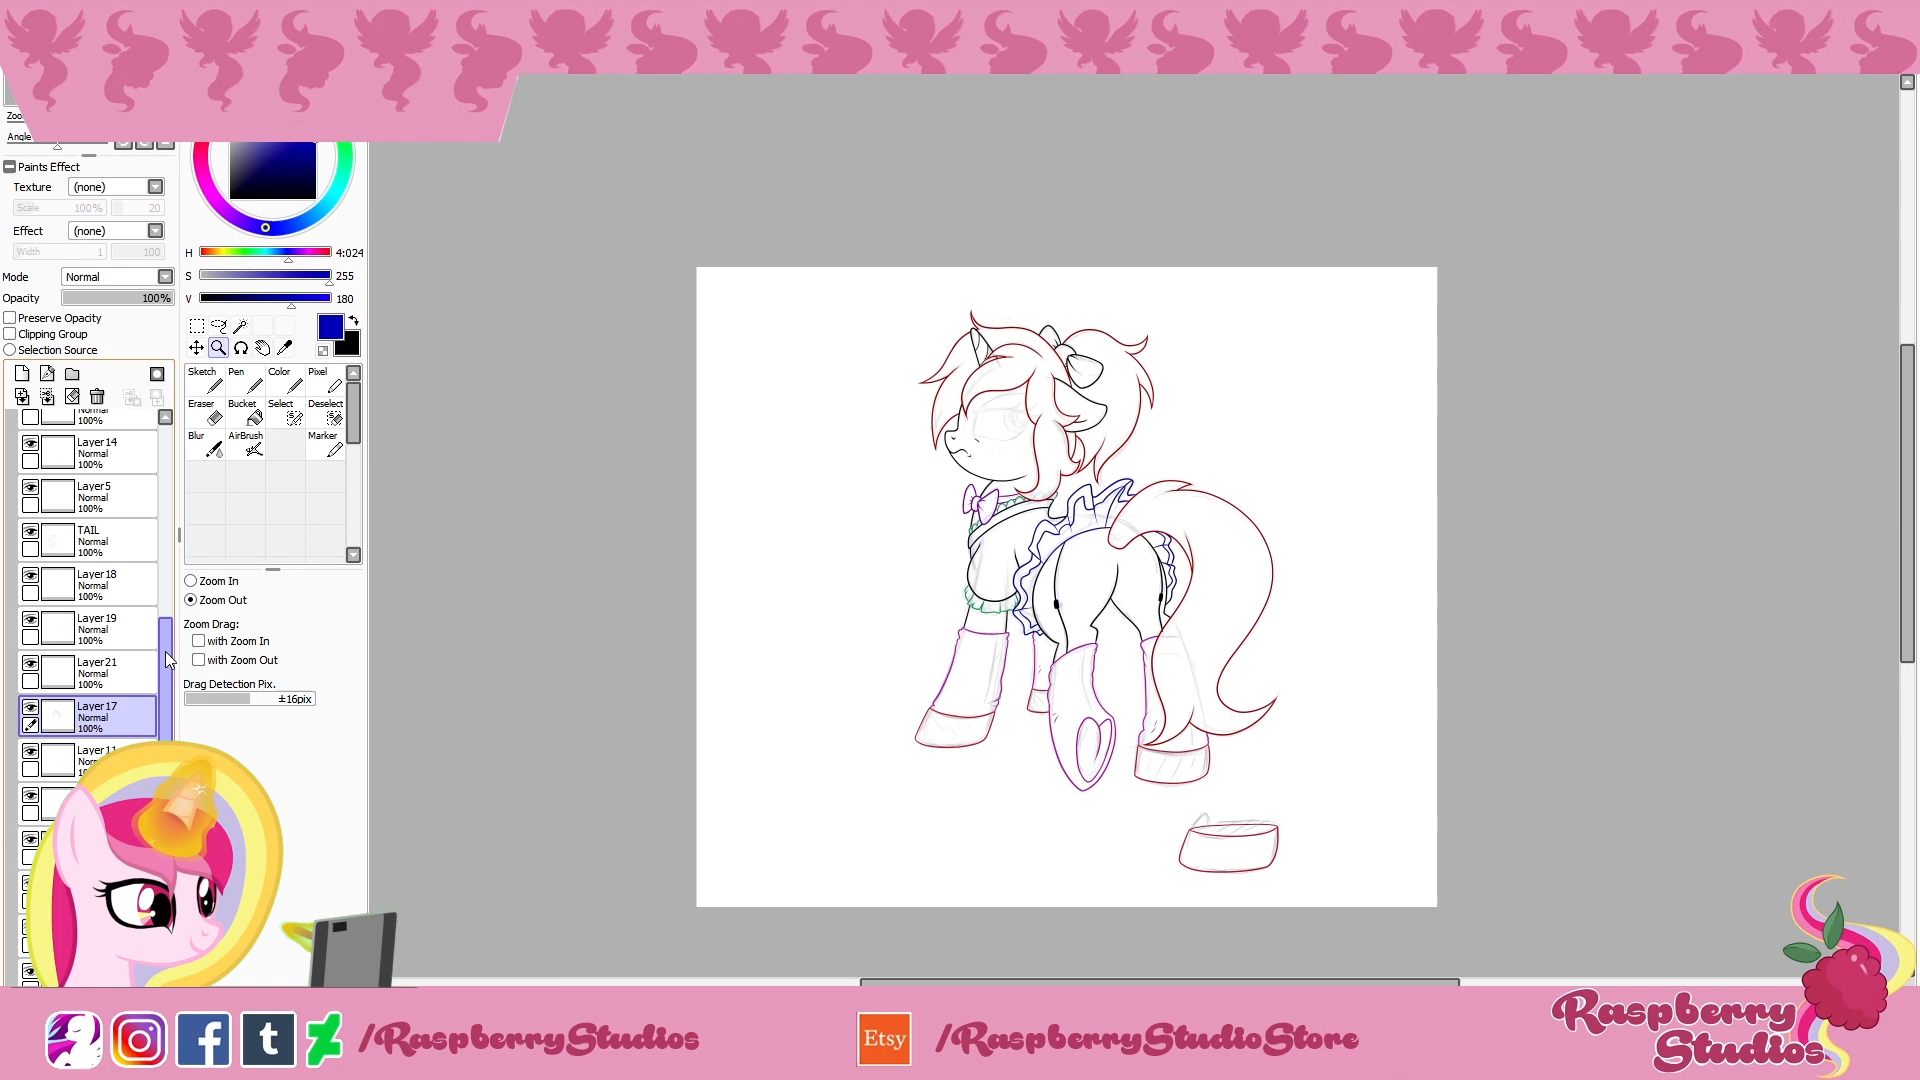 Zoo
Angle
Paints Effect
Texture (none)
Scale 100% 20
Effect (none)
Width 1 100
Mode Normal
Opacity 100%
Preserve Opacity
Clipping Group
Selection Source
H 4:024
S 255
V 180
Sketch Pen Color Pixel
Eraser Bucket Select Deselect
Blur AirBrush Marker
Zoom In
Zoom Out
Zoom Drag:
with Zoom In
with Zoom Out
Drag Detection Pix.
±16pix
Normal
100%
Layer14
Normal
100%
Layer5
Normal
100%
TAIL
Normal
100%
Layer18
Normal
100%
Layer19
Normal
100%
Layer21
Normal
100%
Layer17
Normal
100%
Layer11
Nor
/RaspberryStudios
Etsy
/RaspberryStudioStore
Raspberry
Studios